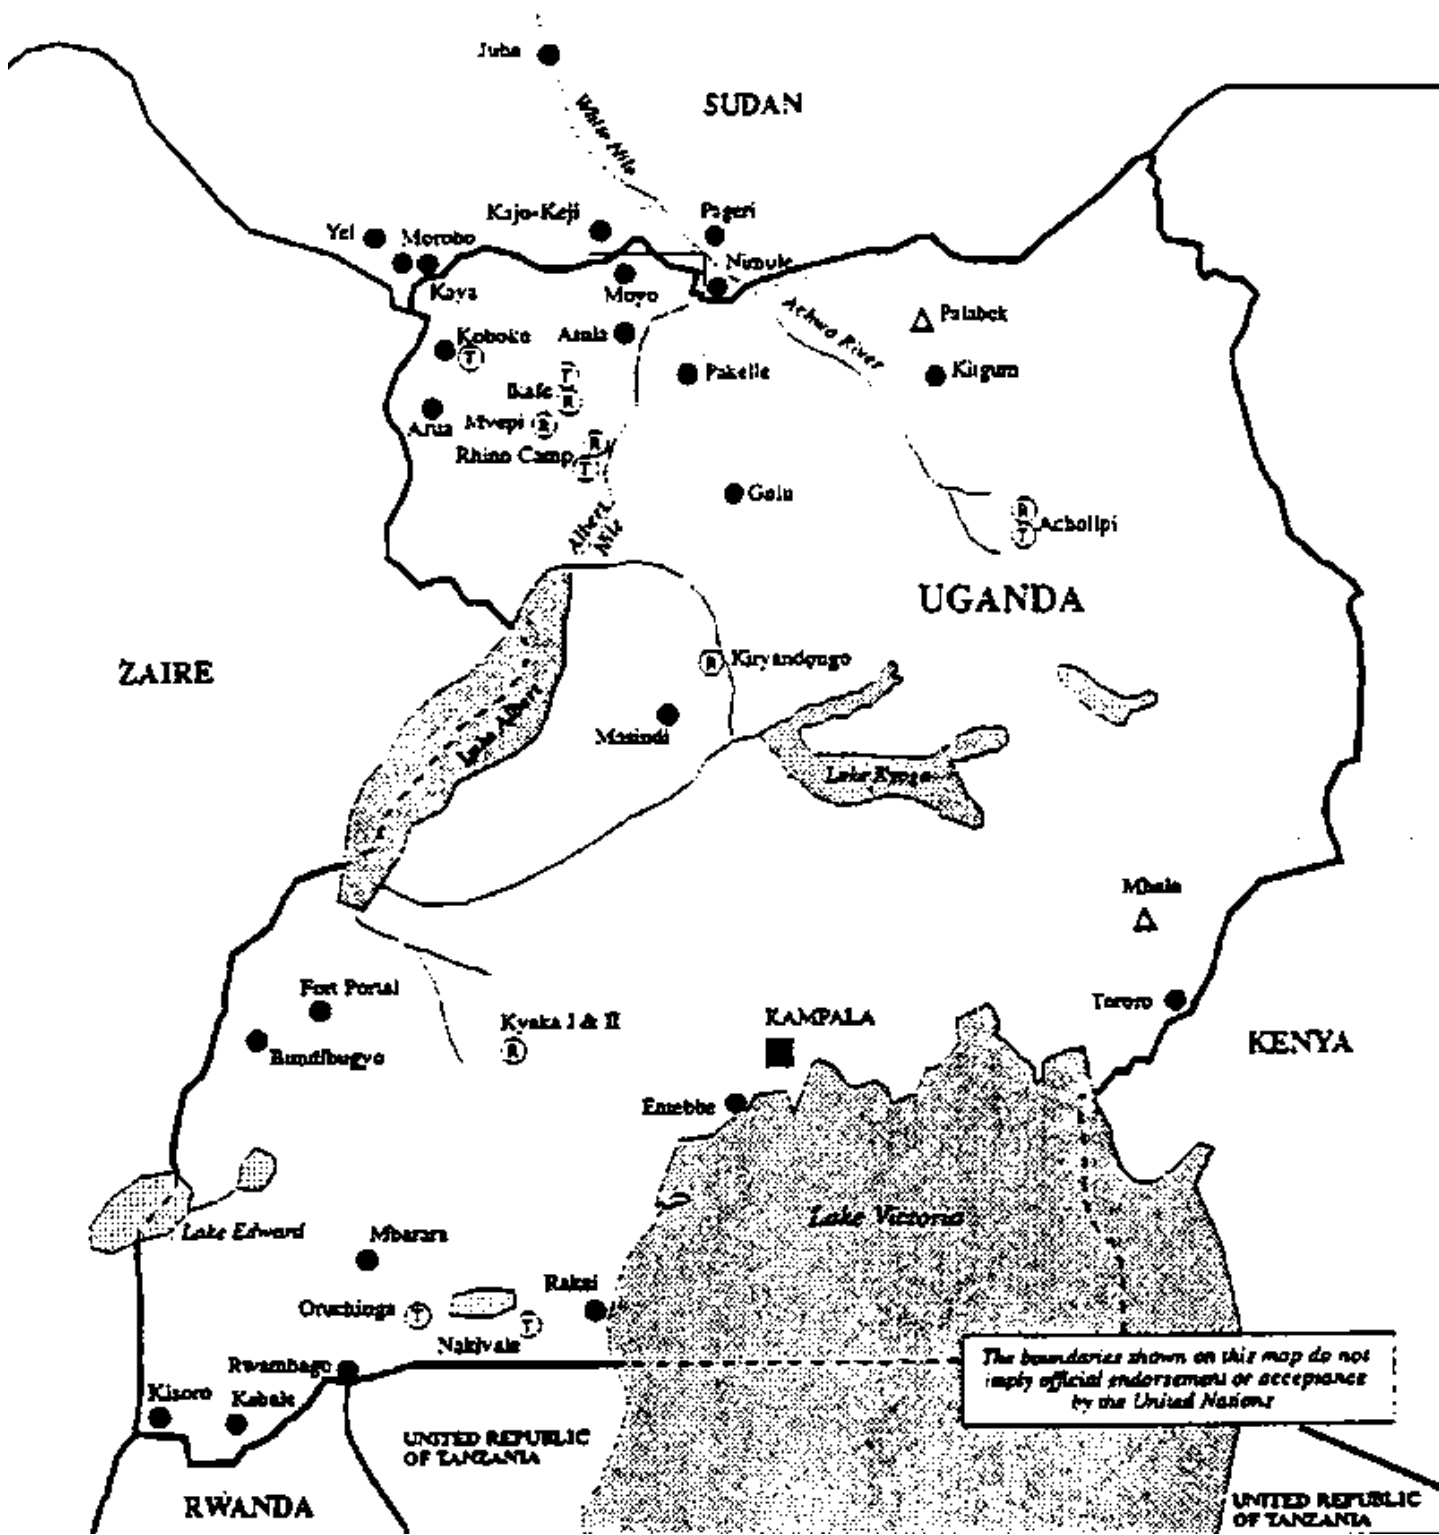 Juba
White Nile
SUDAN
Kajo-Keji
Pageri
Yei
Morobo
Nimule
Kaya
Moyo
Achwa River
Palabek
Koboko
T
Kitgum
Pakelle
Ikafe
T
R
Arua
Mvepi
R
Rhino Camp
R
T
Gulu
Albert
Nile
R
T
Acholipi
UGANDA
ZAIRE
R
Kiryandongo
Lake Albert
Masindi
Lake Kyoga
Mbale
Fort Portal
Tororo
Kyaka I & II
R
KAMPALA
KENYA
Bundibugyo
Entebbe
Lake Victoria
Lake Edward
Mbarara
Rakai
Oruchinga
T
Nakivale
T
Rwambago
Kisoro
Kabale
The boundaries shown on this map do not
imply official endorsement or acceptance
by the United Nations
UNITED REPUBLIC
OF TANZANIA
RWANDA
UNITED REPUBLIC
OF TANZANIA